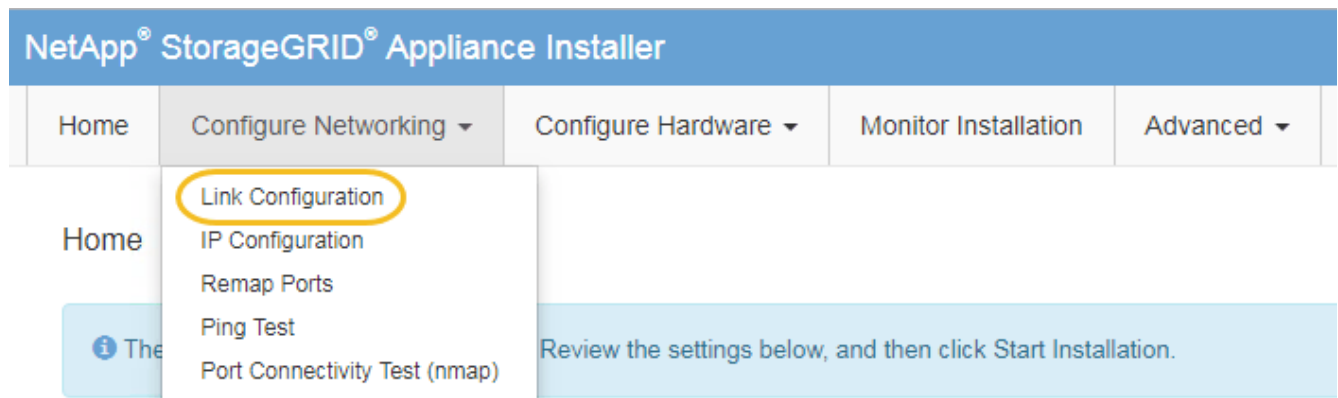 NetApp® StorageGRID® Appliance Installer
Home Configure Networking Configure Hardware Monitor Installation Advanced
Link Configuration
Home
IP Configuration
Remap Ports
Ping Test
The Review the settings below, and then click Start Installation.
Port Connectivity Test (nmap)